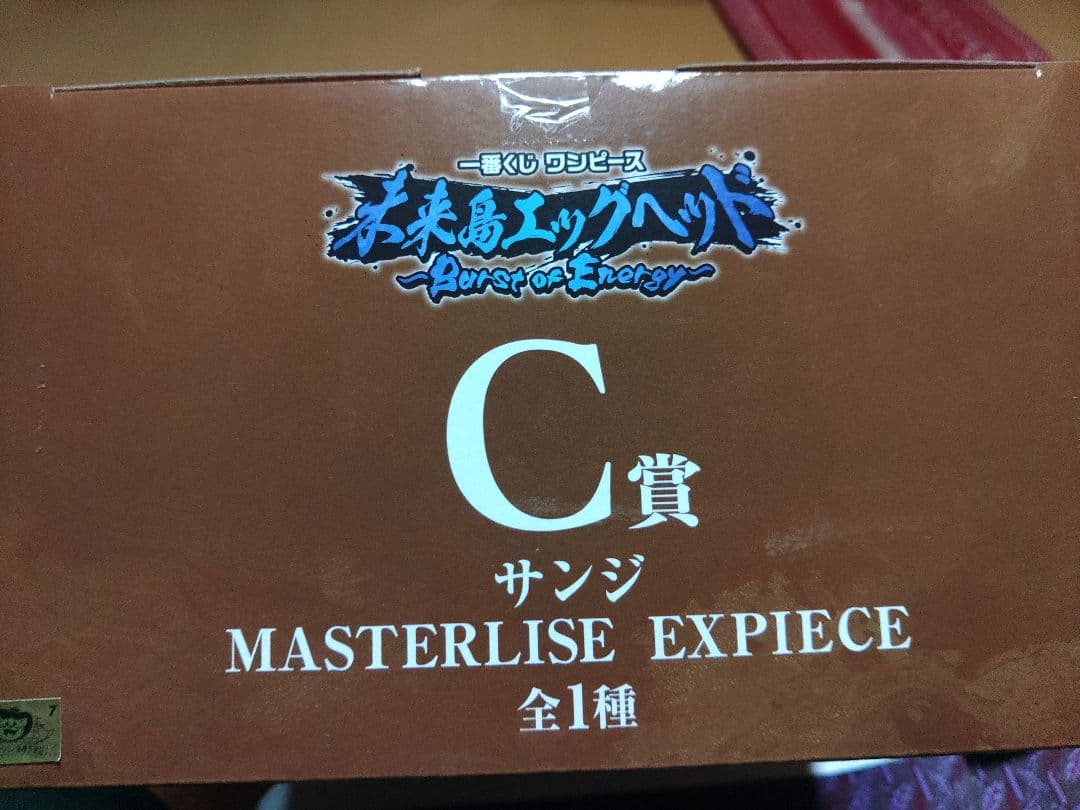 一番くじ ワンピース
未来島エッグヘッド
~Burst of Energy~
C賞
サンジ
MASTERLISE EXPIECE
全1種
7